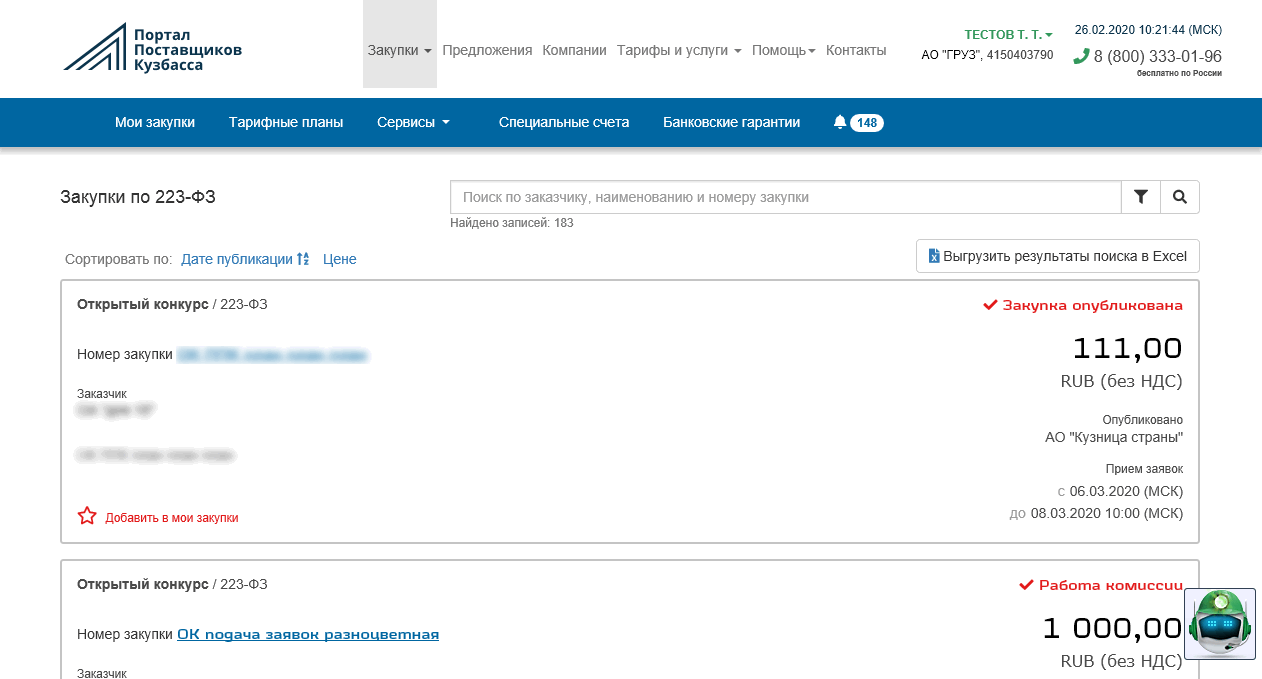 Портал
Поставщиков
Кузбасса
Закупки Предложения Компании Тарифы и услуги Помощь Контакты
ТЕСТОВ Т. Т.
АО "ГРУЗ", 4150403790
26.02.2020 10:21:44 (МСК)
8 (800) 333-01-96
бесплатно по России
Мои закупки Тарифные планы Сервисы Специальные счета Банковские гарантии 148
Закупки по 223-ФЗ
Поиск по заказчику, наименованию и номеру закупки
Найдено записей: 183
Сортировать по: Дате публикации Цене
Выгрузить результаты поиска в Excel
Открытый конкурс / 223-ФЗ
Закупка опубликована
Номер закупки
111,00
RUB (без НДС)
Заказчик
Опубликовано
АО "Кузница страны"
Прием заявок
с 06.03.2020 (МСК)
до 08.03.2020 10:00 (МСК)
Добавить в мои закупки
Открытый конкурс / 223-ФЗ
Работа комиссии
Номер закупки ОК подача заявок разноцветная
1 000,00
RUB (без НДС)
Заказчик